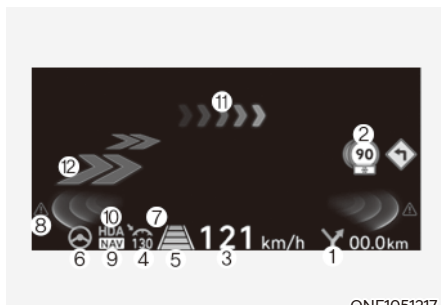 ⑪
②
90
⑫
⑧
⑩ ⑦
HDA
NAV 130 121 km/h 00.0km
⑥ ⑨ ④ ⑤ ③ ①